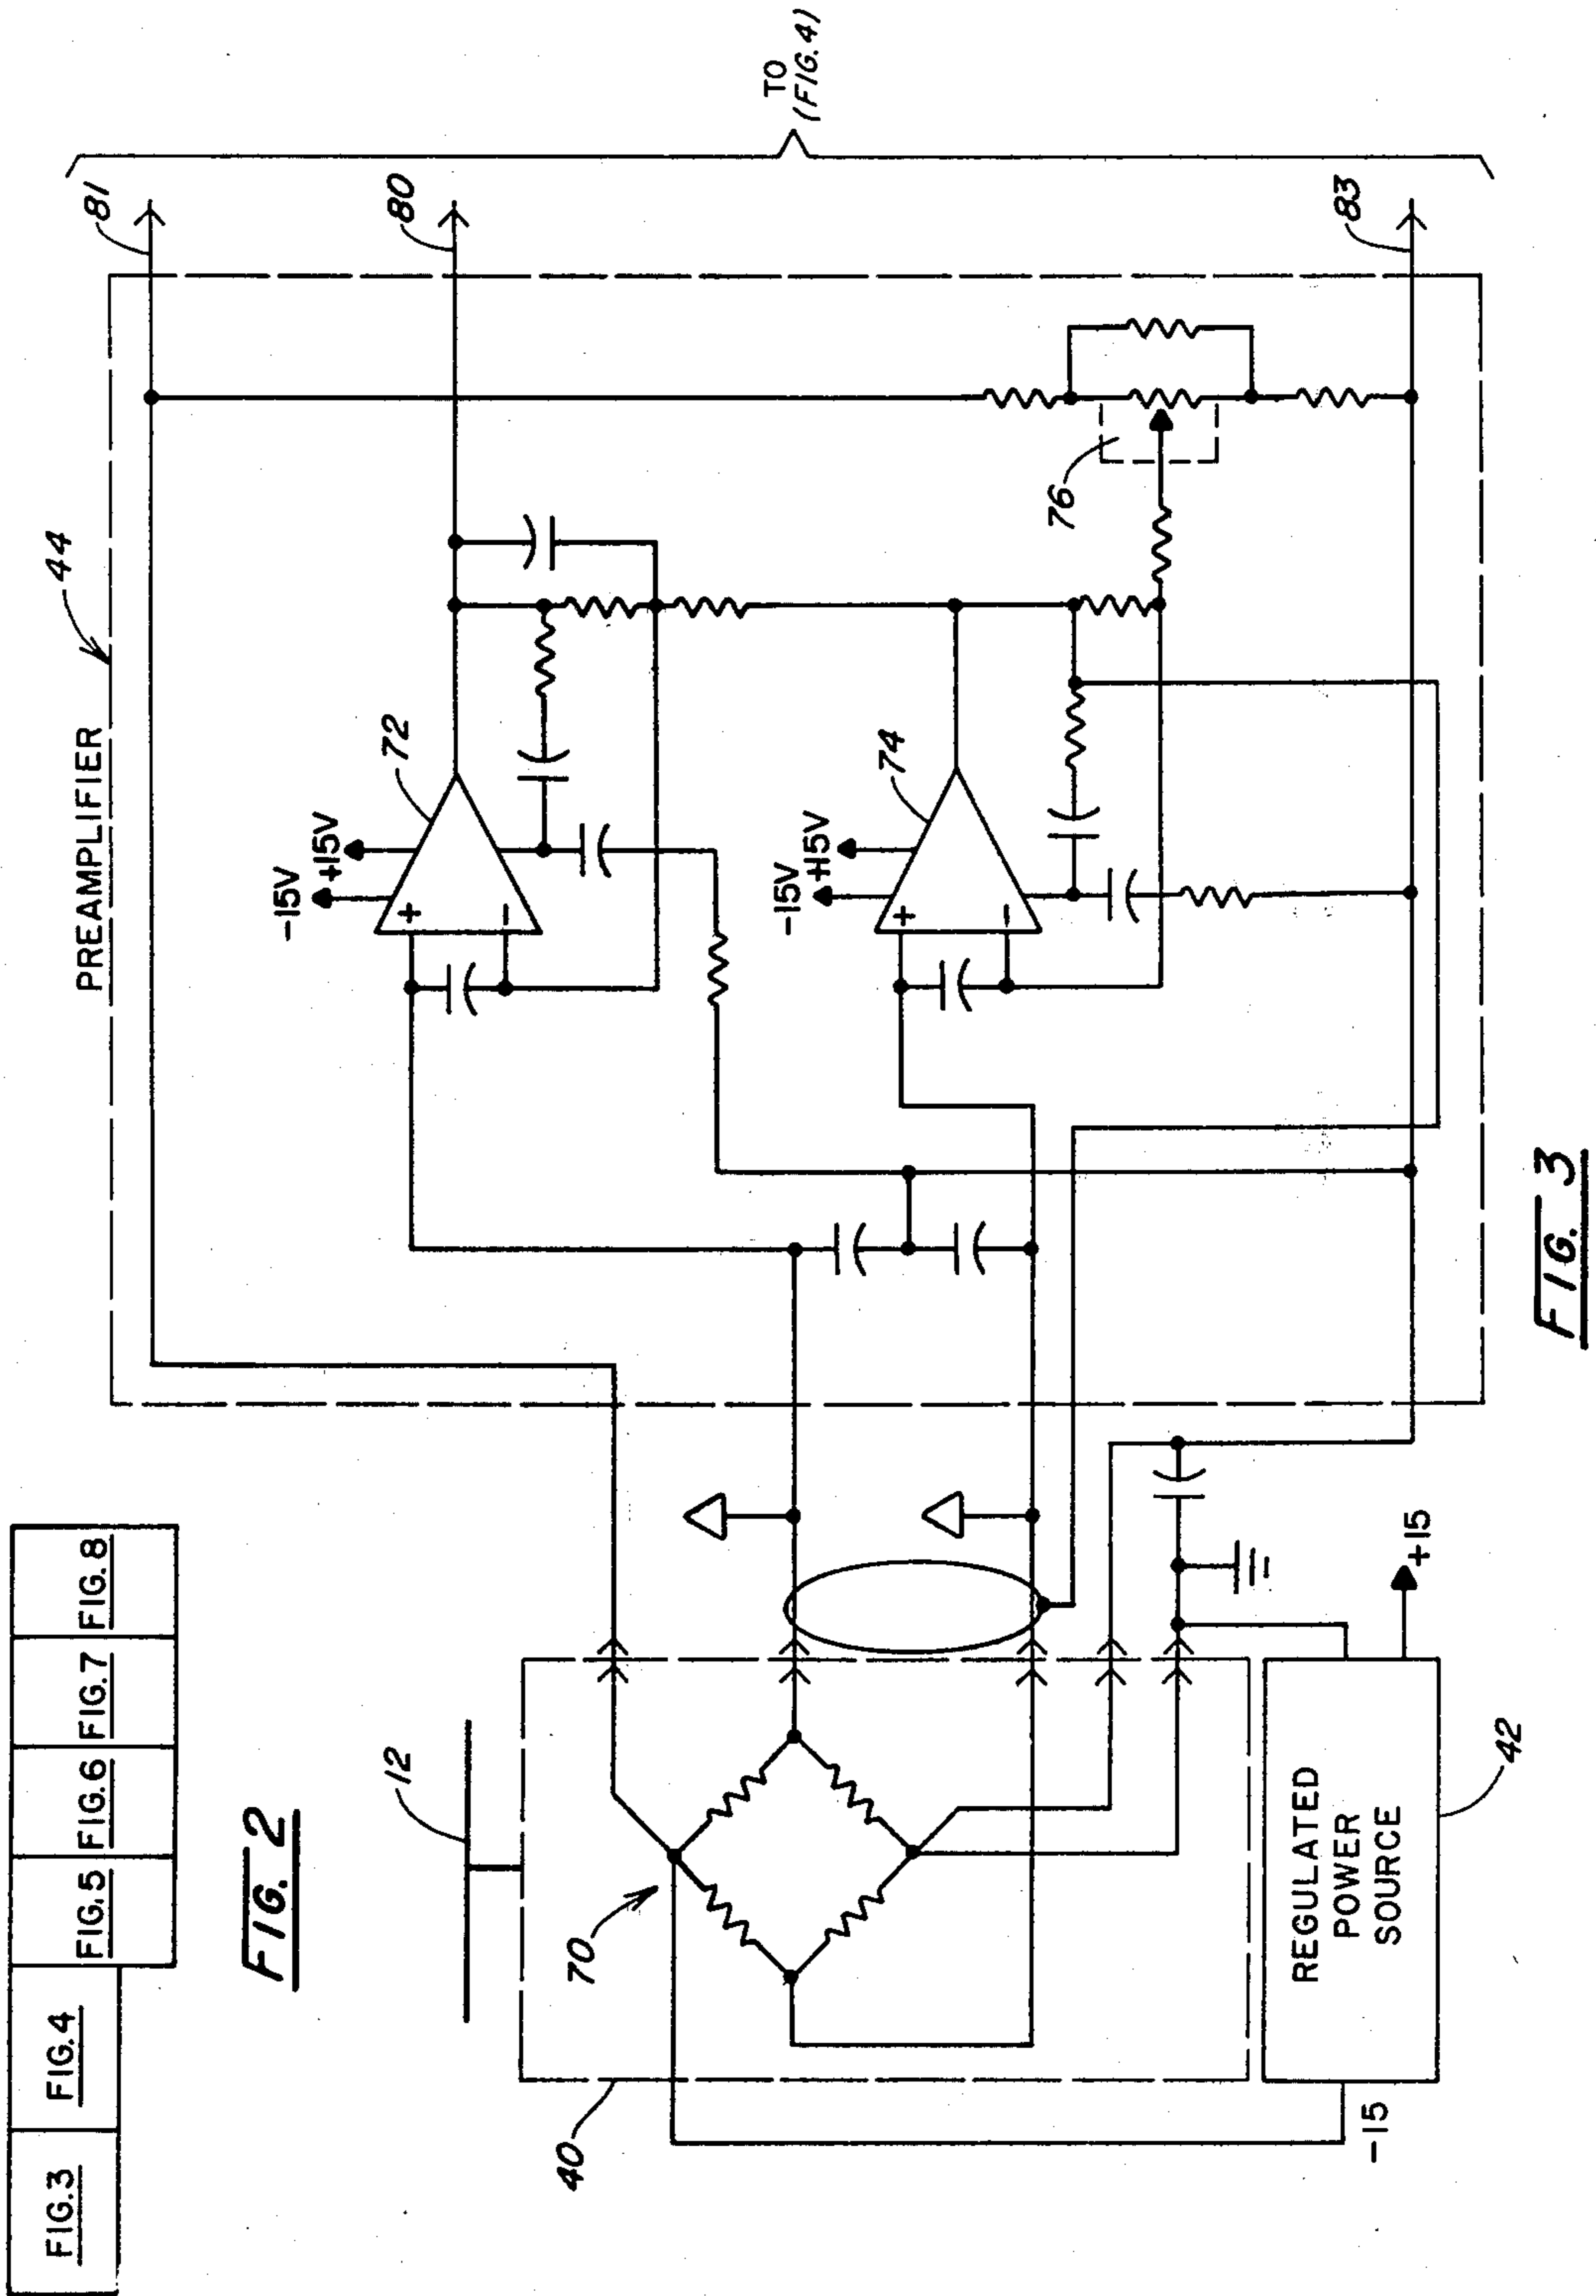 FIG.3
FIG.4
FIG.5
FIG.6
FIG.7
FIG.8
FIG. 2
PREAMPLIFIER
44
81
80
83
TO
(FIG.4)
-15V
+15V
72
-15V
+15V
74
76
12
70
40
REGULATED
POWER
SOURCE
42
-15
+15
+
-
+
-
FIG. 3